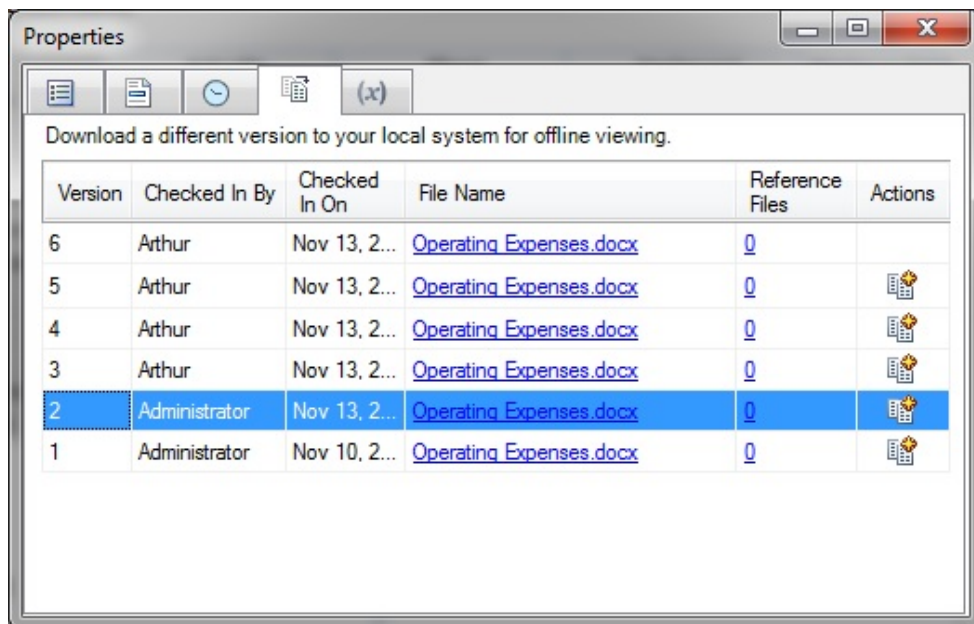 Properties
(x)
Download a different version to your local system for offline viewing.
Version Checked In By Checked In On File Name Reference Files Actions
6 Arthur Nov 13, 2... Operating Expenses.docx 0
5 Arthur Nov 13, 2... Operating Expenses.docx 0
4 Arthur Nov 13, 2... Operating Expenses.docx 0
3 Arthur Nov 13, 2... Operating Expenses.docx 0
2 Administrator Nov 13, 2... Operating Expenses.docx 0
1 Administrator Nov 10, 2... Operating Expenses.docx 0